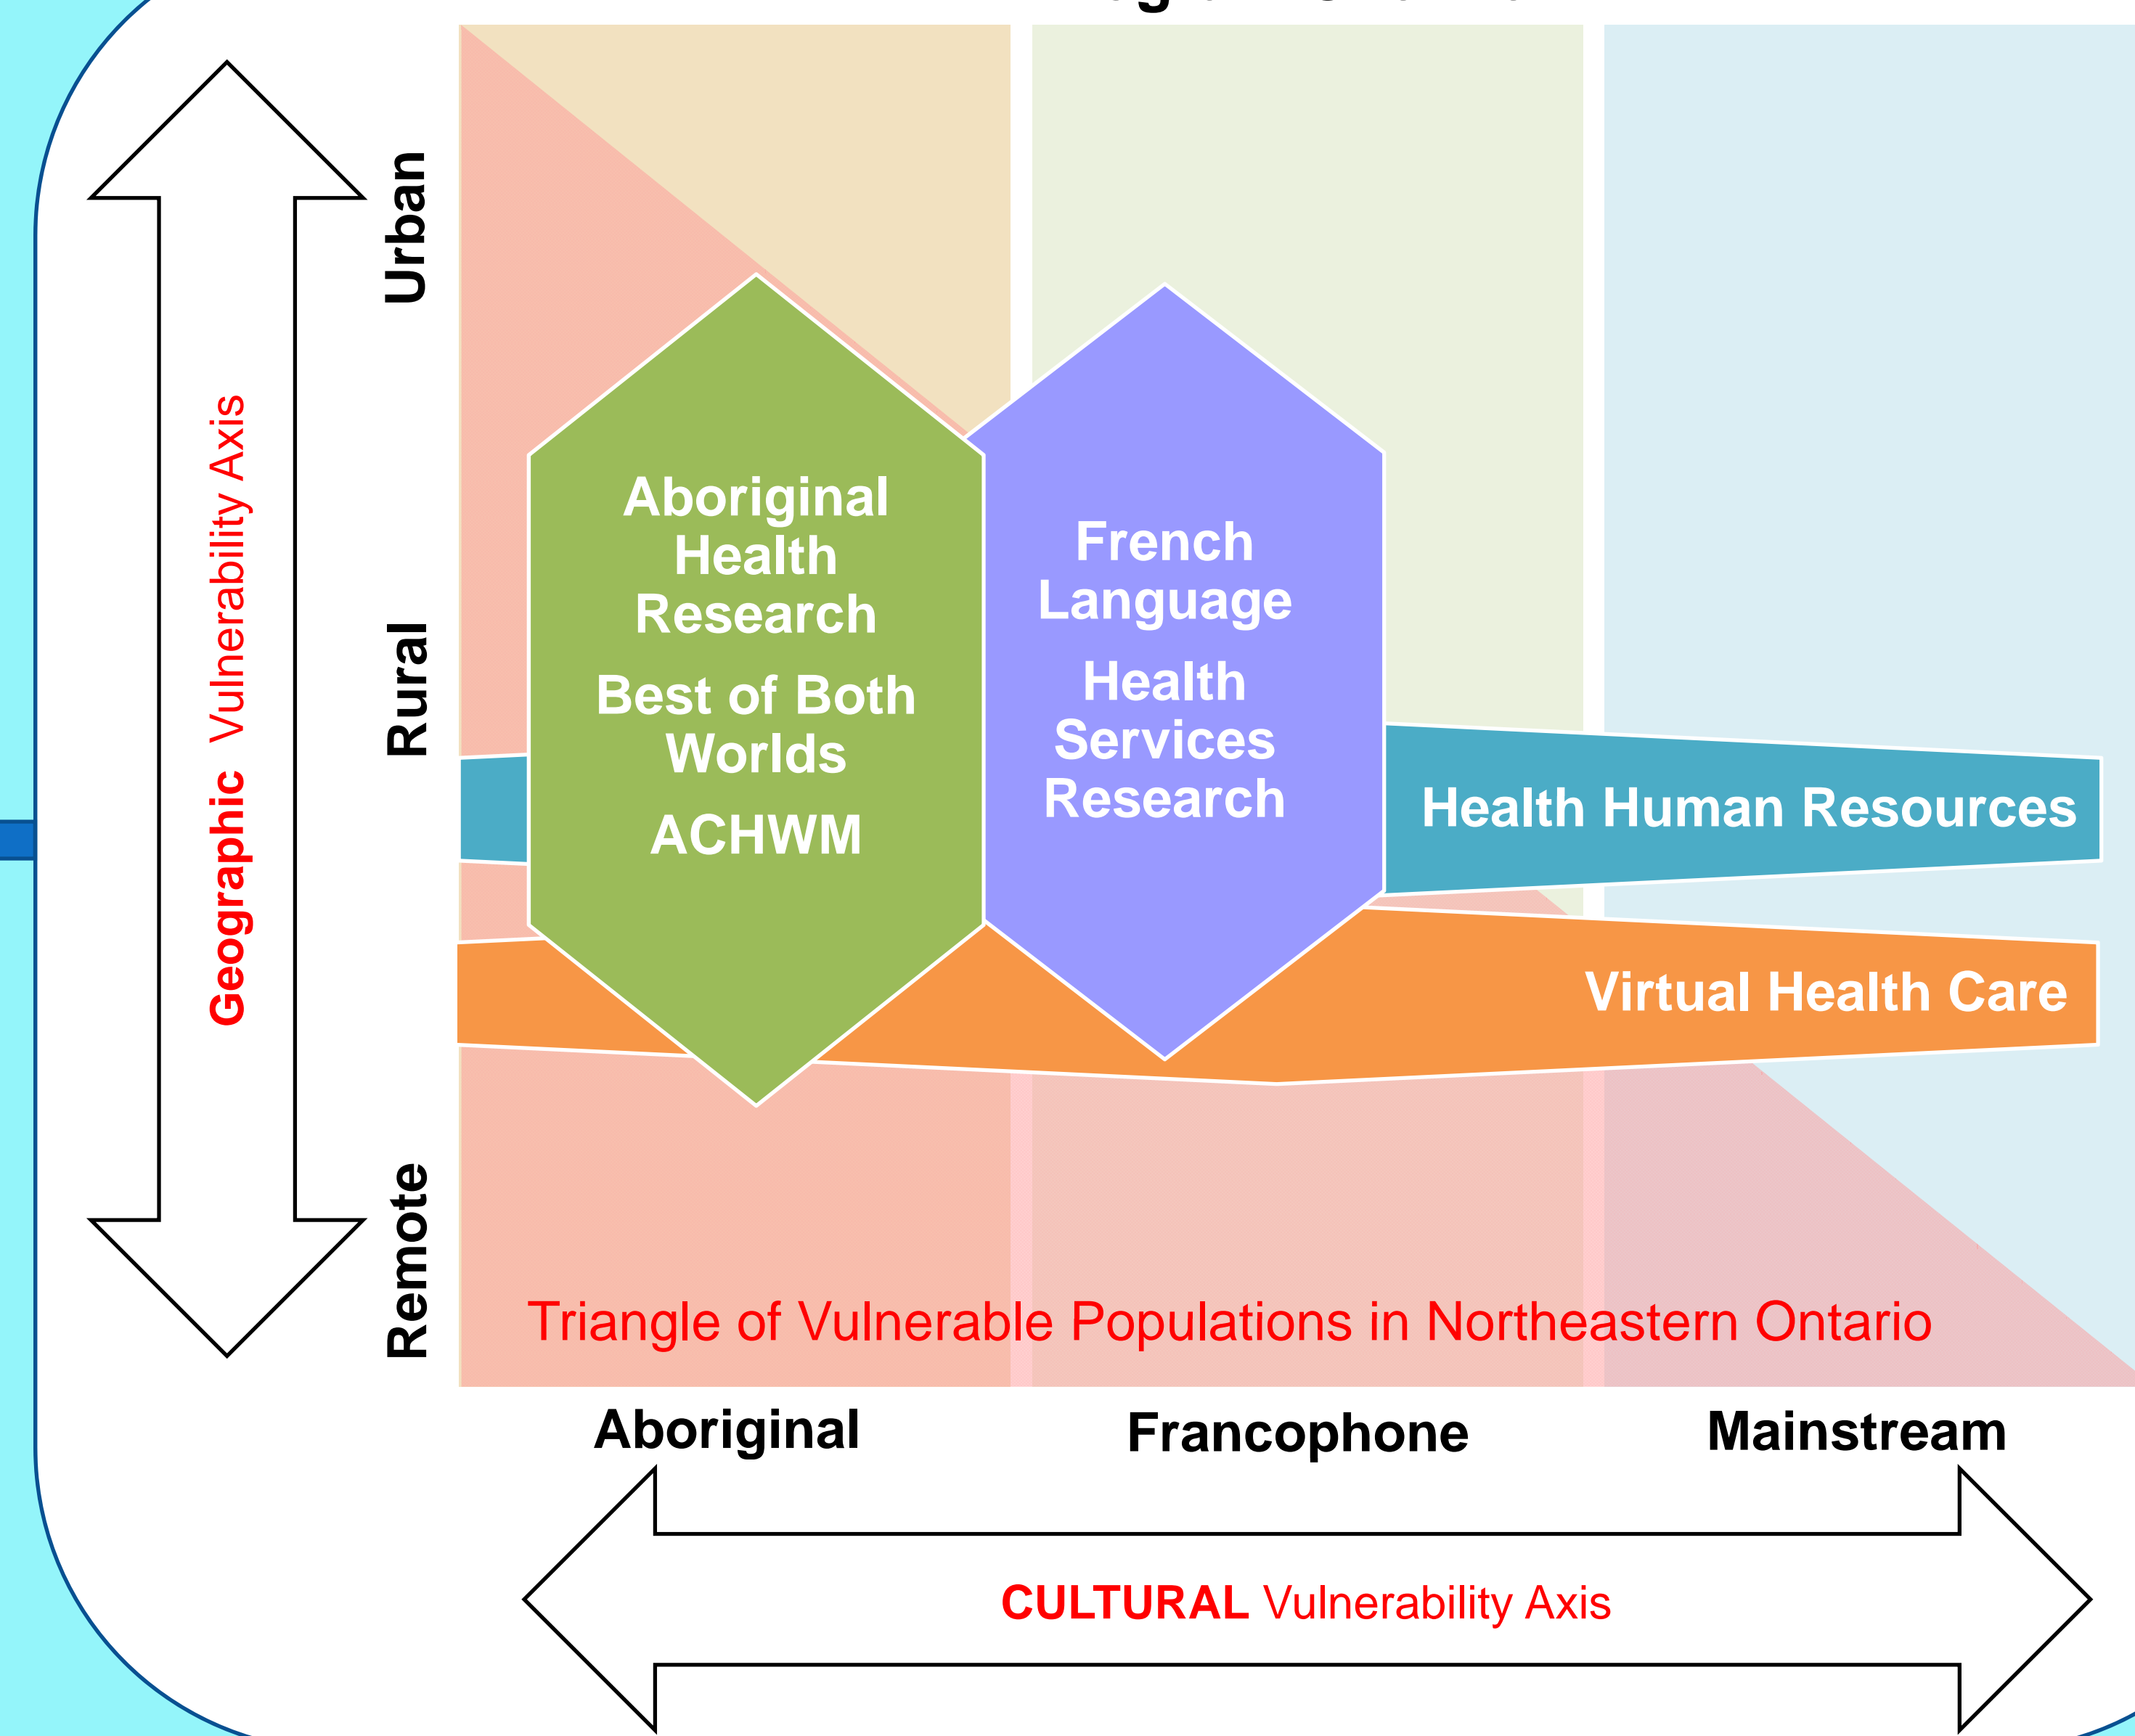 Urban
Rural
Remote
Geographic Vulnerability Axis
Aboriginal
Health
Research
Best of Both
Worlds
ACHWM
French
Language
Health
Services
Research
Health Human Resources
Virtual Health Care
Triangle of Vulnerable Populations in Northeastern Ontario
Aboriginal
Francophone
Mainstream
CULTURAL Vulnerability Axis